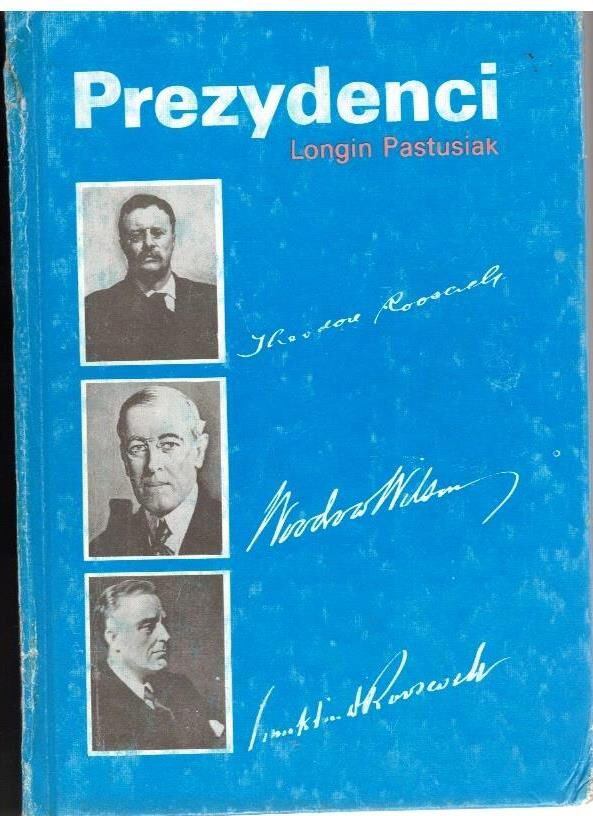 Prezydenci
Longin Pastusiak
Theodore Roosevelt
Woodrow Wilson
Franklin D Roosevelt